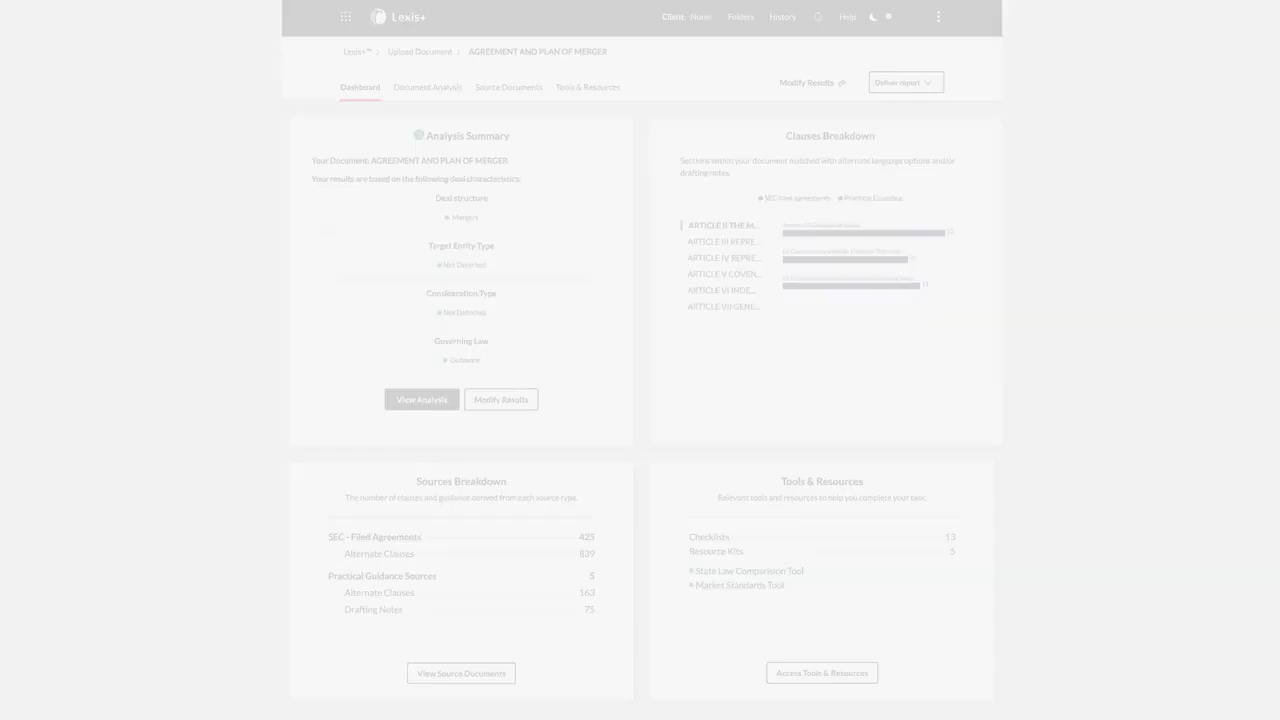 Lexis+
Client: None Folders History Help
Lexis+™ Upload Document AGREEMENT AND PLAN OF MERGER
Dashboard Document Analysis Source Documents Tools & Resources
Modify Results
Deliver report
Analysis Summary
Your Document: AGREEMENT AND PLAN OF MERGER
Your results are based on the following deal characteristics:
Deal structure
Mergers
Target Entity Type
Not Detected
Consideration Type
Not Detected
Governing Law
Delaware
View Analysis Modify Results
Clauses Breakdown
Sections within your document matched with alternate language options and/or
drafting notes.
SEC filed agreements Practical Guidance
ARTICLE II THE M...
ARTICLE III REPRE...
ARTICLE IV REPRE...
ARTICLE V COVEN...
ARTICLE VI INDE...
ARTICLE VII GENE...
Sources Breakdown
The number of clauses and guidance derived from each source type.
SEC - Filed Agreements 425
Alternate Clauses 839
Practical Guidance Sources 5
Alternate Clauses 163
Drafting Notes 75
View Source Documents
Tools & Resources
Relevant tools and resources to help you complete your task.
Checklists 13
Resource Kits 5
State Law Comparision Tool
Market Standards Tool
Access Tools & Resources